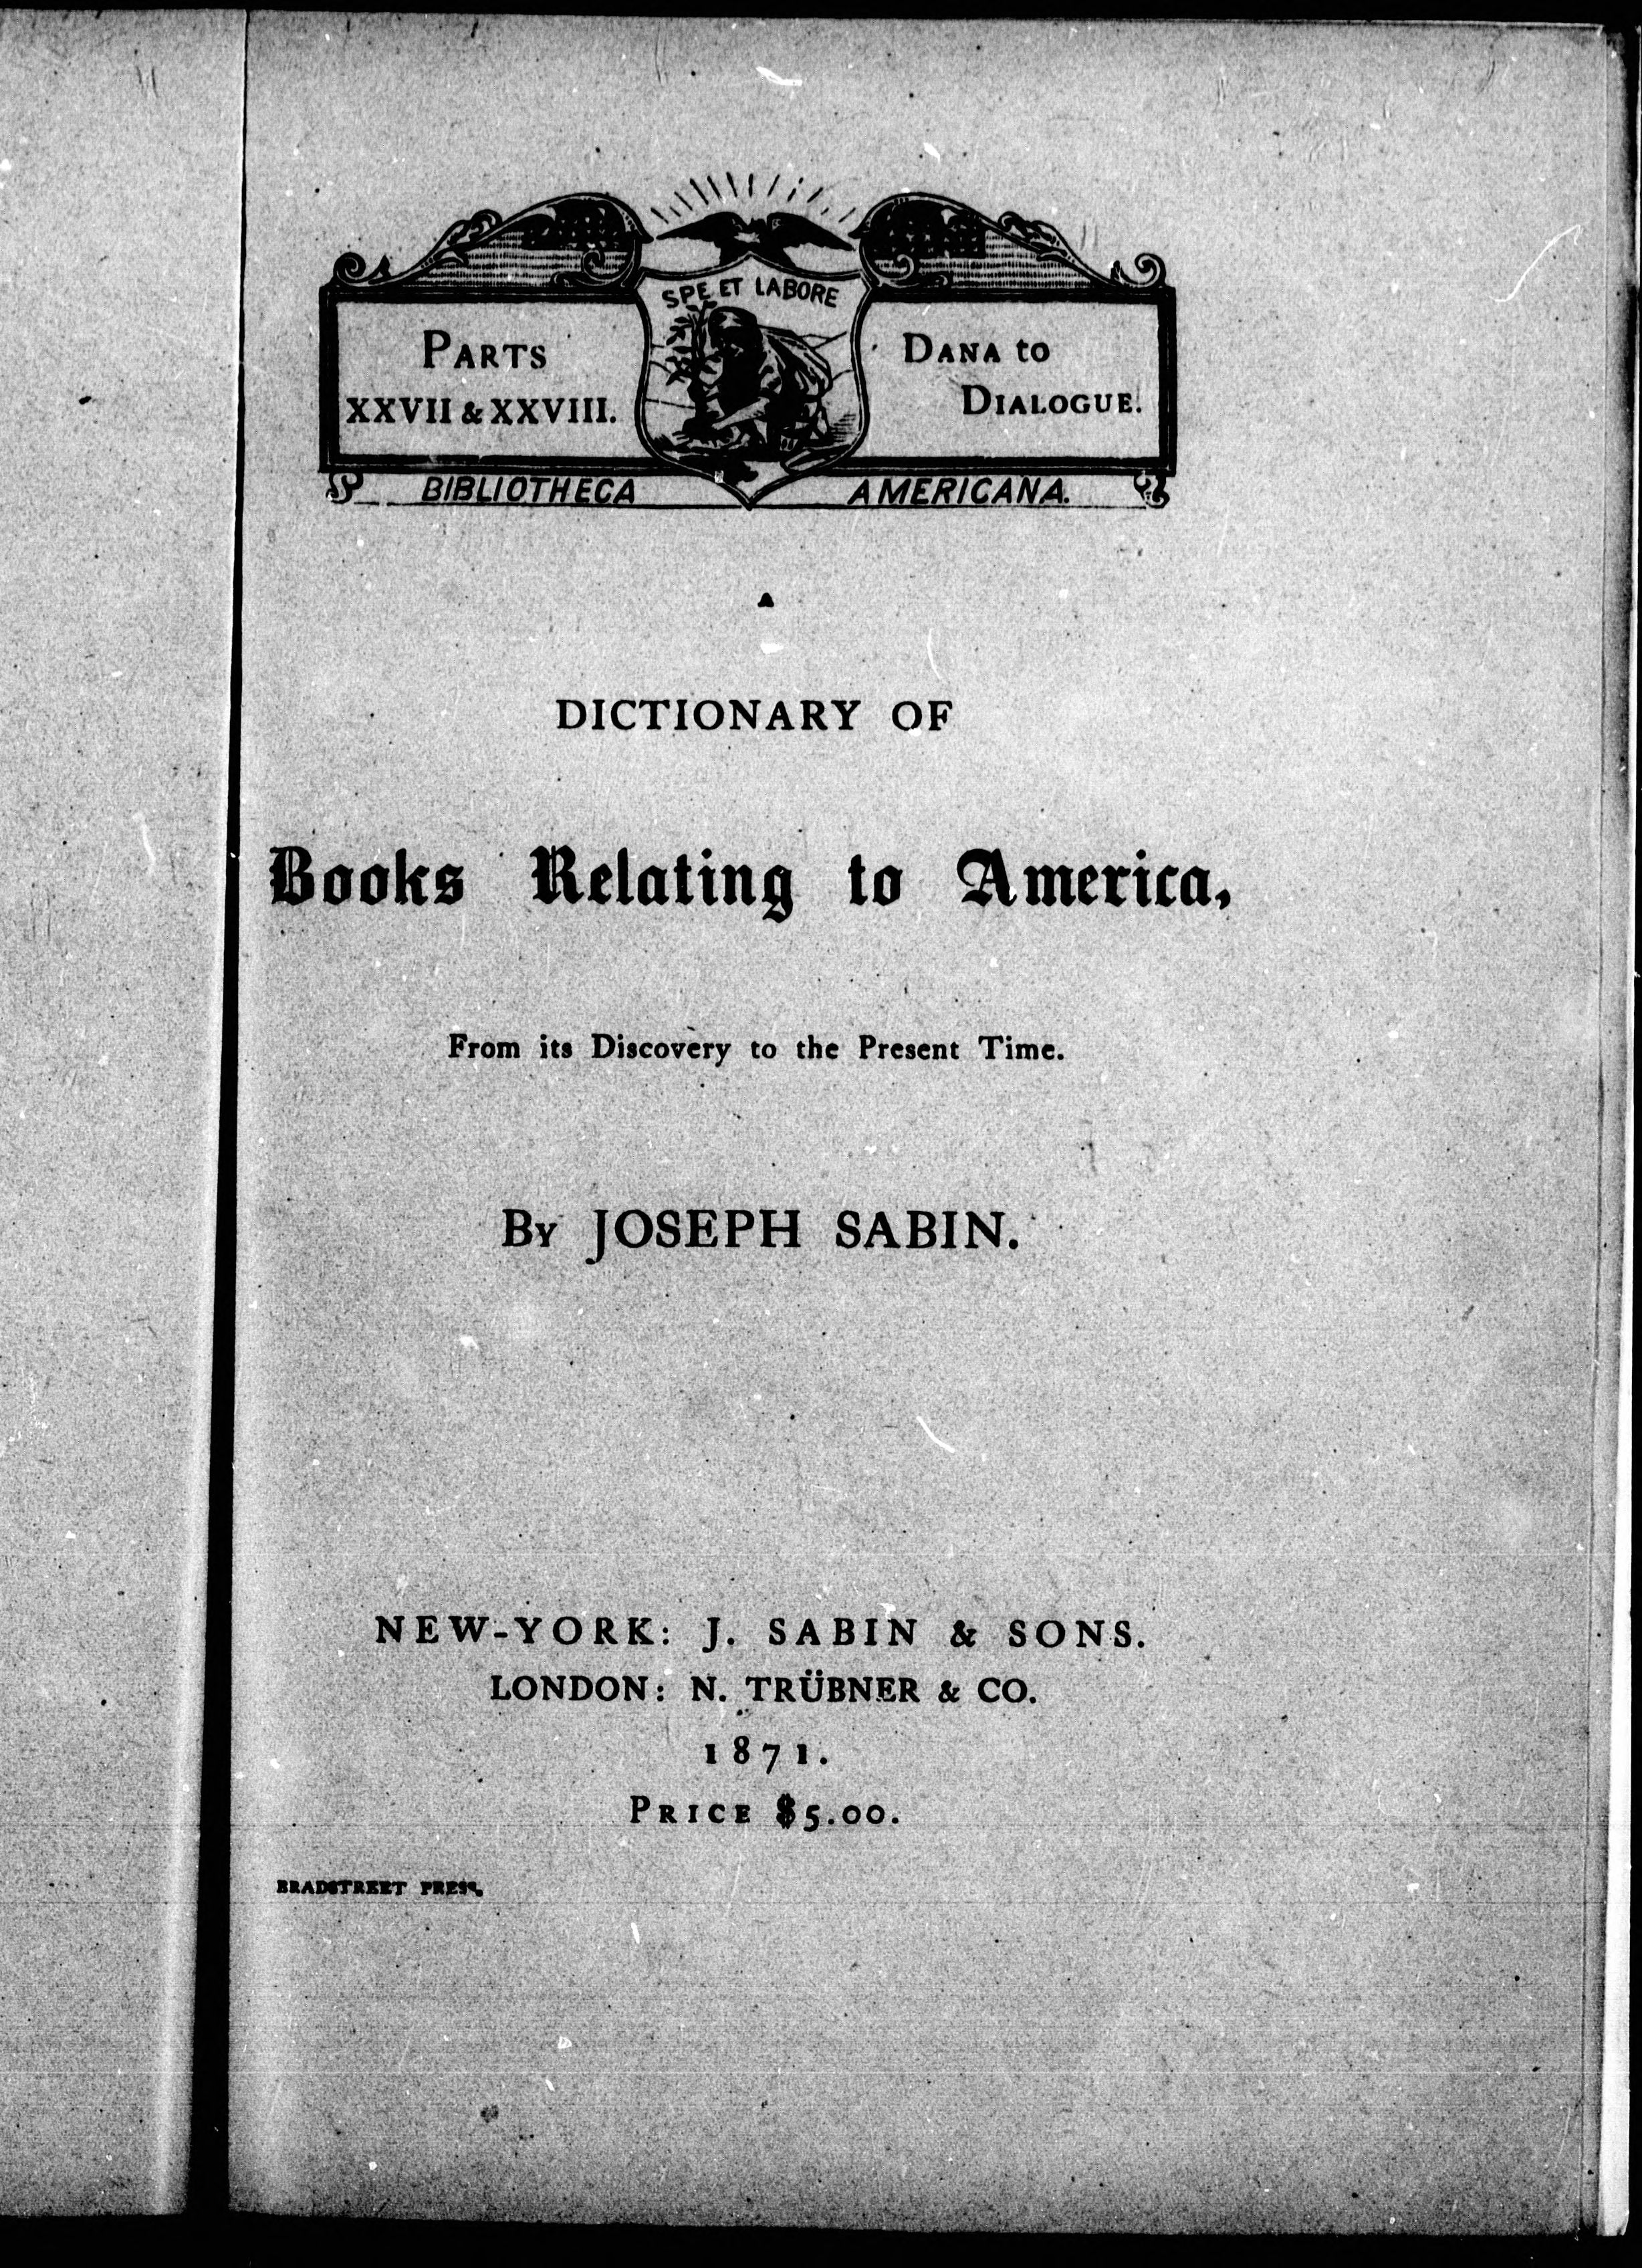 SPE ET LABORE
PARTS
XXVII & XXVIII.
DANA to
DIALOGUE.
BIBLIOTHECA AMERICANA.
A
DICTIONARY OF
Books Relating to America,
From its Discovery to the Present Time.
BY JOSEPH SABIN.
NEW-YORK: J. SABIN & SONS.
LONDON: N. TRÜBNER & CO.
1871.
PRICE $5.00.
BRADSTREET PRESS.